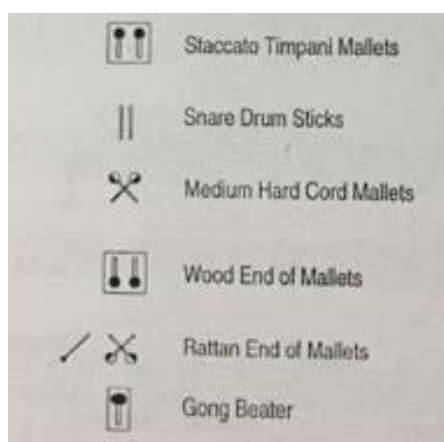 Staccato Timpani Mallets
Snare Drum Sticks
Medium Hard Cord Mallets
Wood End of Mallets
Rattan End of Mallets
Gong Beater